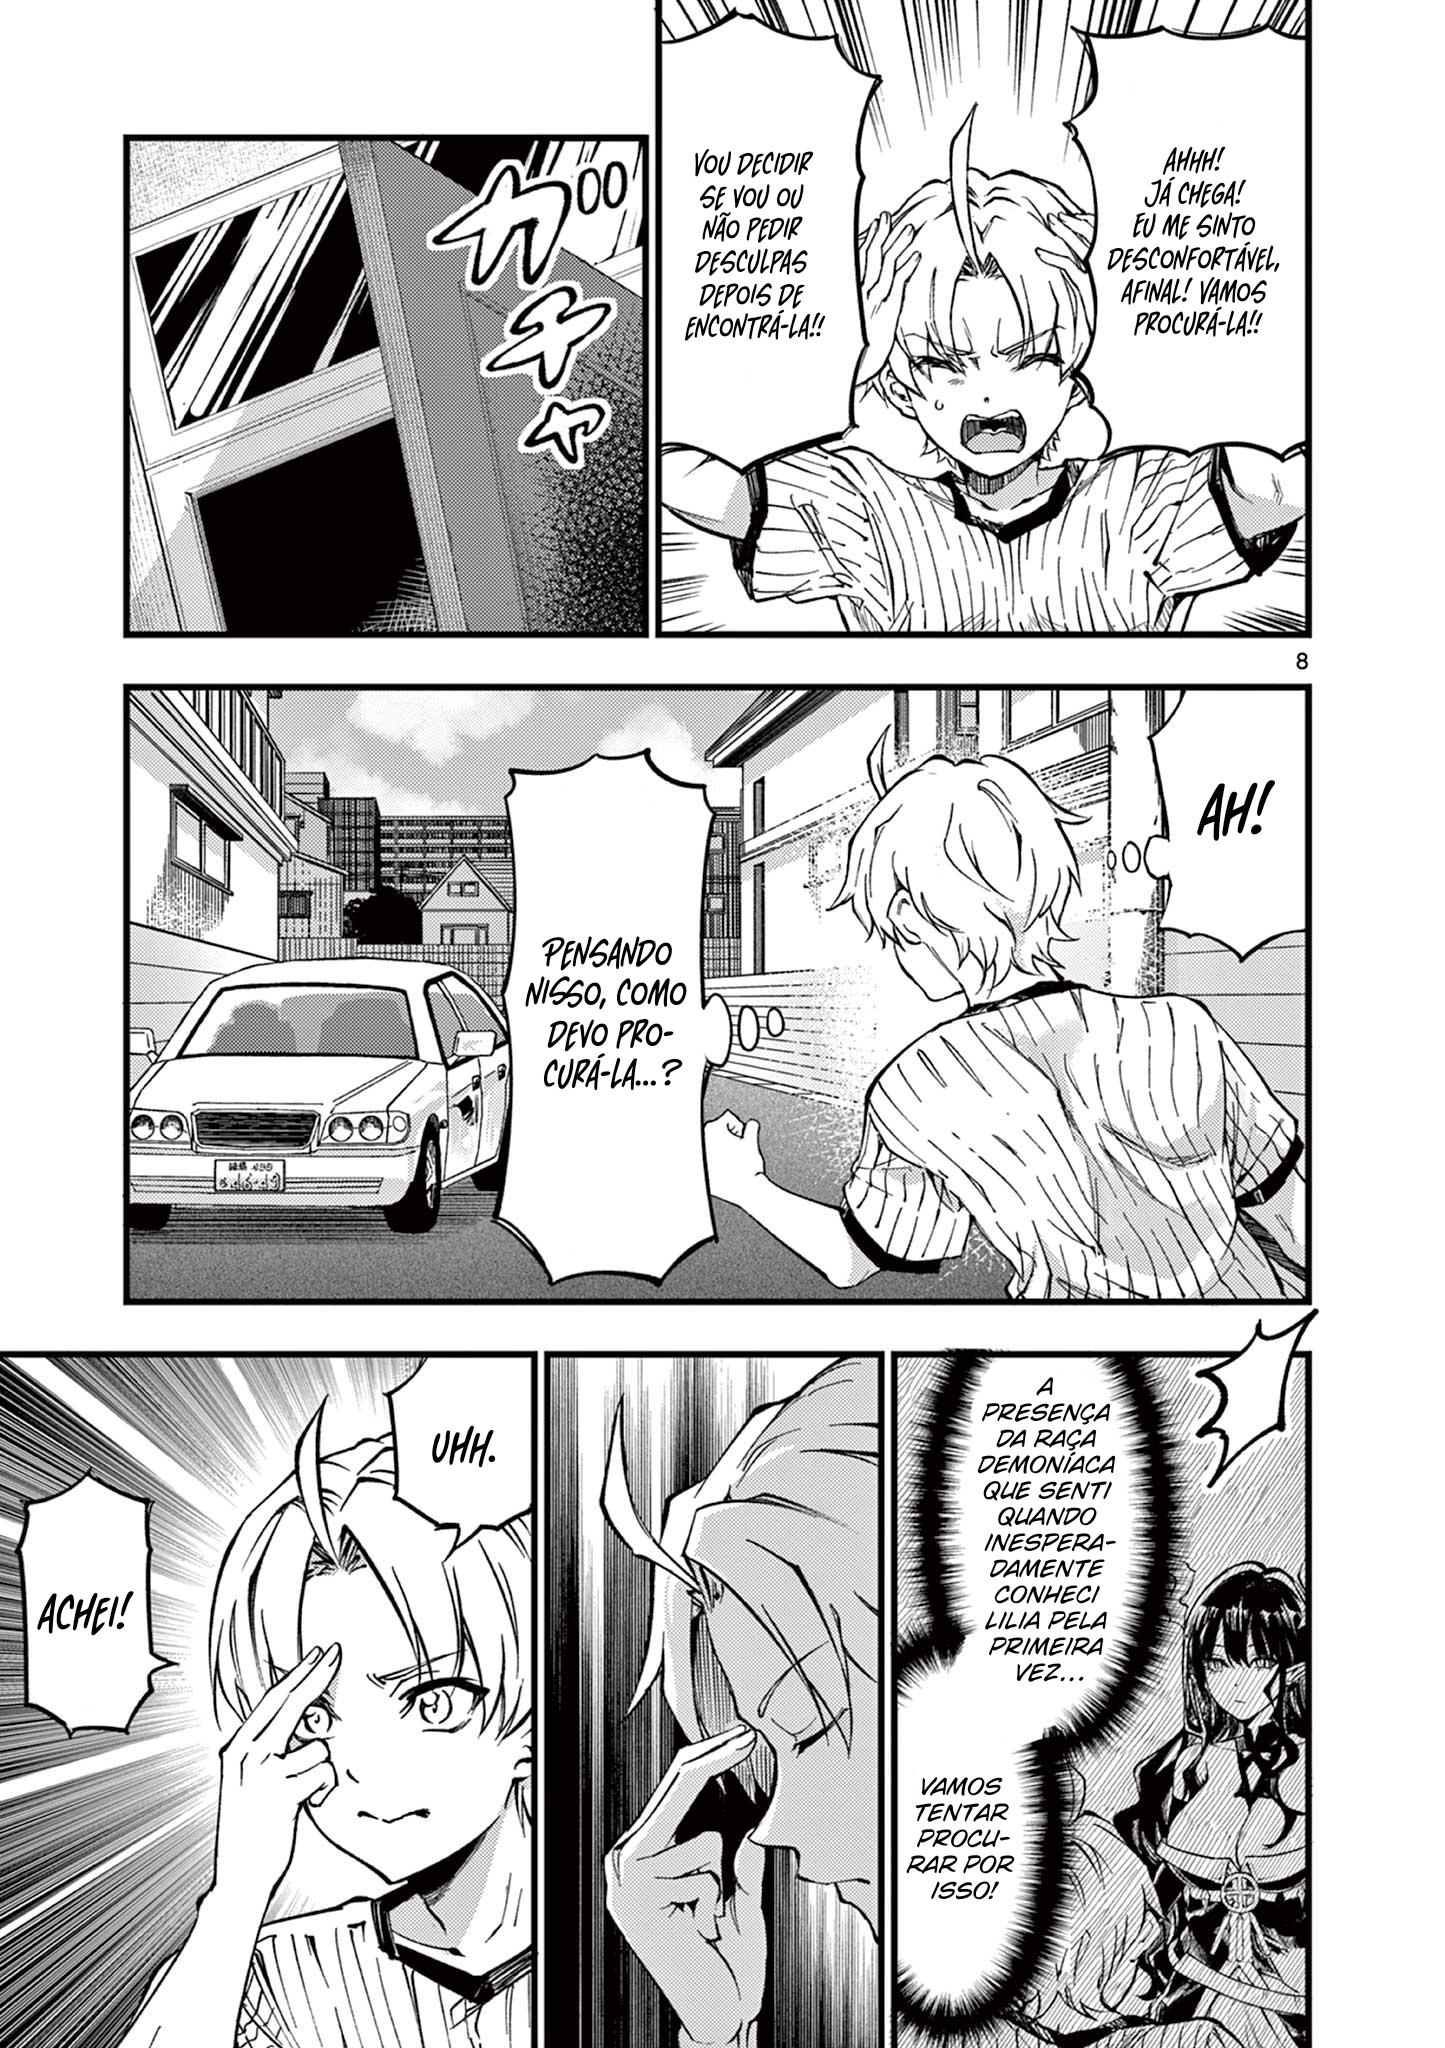 AHHH!
JÁ CHEGA!
EU ME SINTO
DESCONFORTÁVEL,
AFINAL! VAMOS
PROCURÁ-LA!!
VOU DECIDIR
SE VOU OU
NÃO PEDIR
DESCULPAS
DEPOIS DE
ENCONTRÁ-LA!!
ガチャ
8
AH!
PENSANDO
NISSO, COMO
DEVO PRO-
CURÁ-LA...?
A
PRESENÇA
DA RAÇA
DEMONÍACA
QUE SENTI
QUANDO
INESPERA-
DAMENTE
CONHECI
LILIA PELA
PRIMEIRA
VEZ...
VAMOS
TENTAR
PROCU-
RAR POR
ISSO!
UHH.
ACHEI!